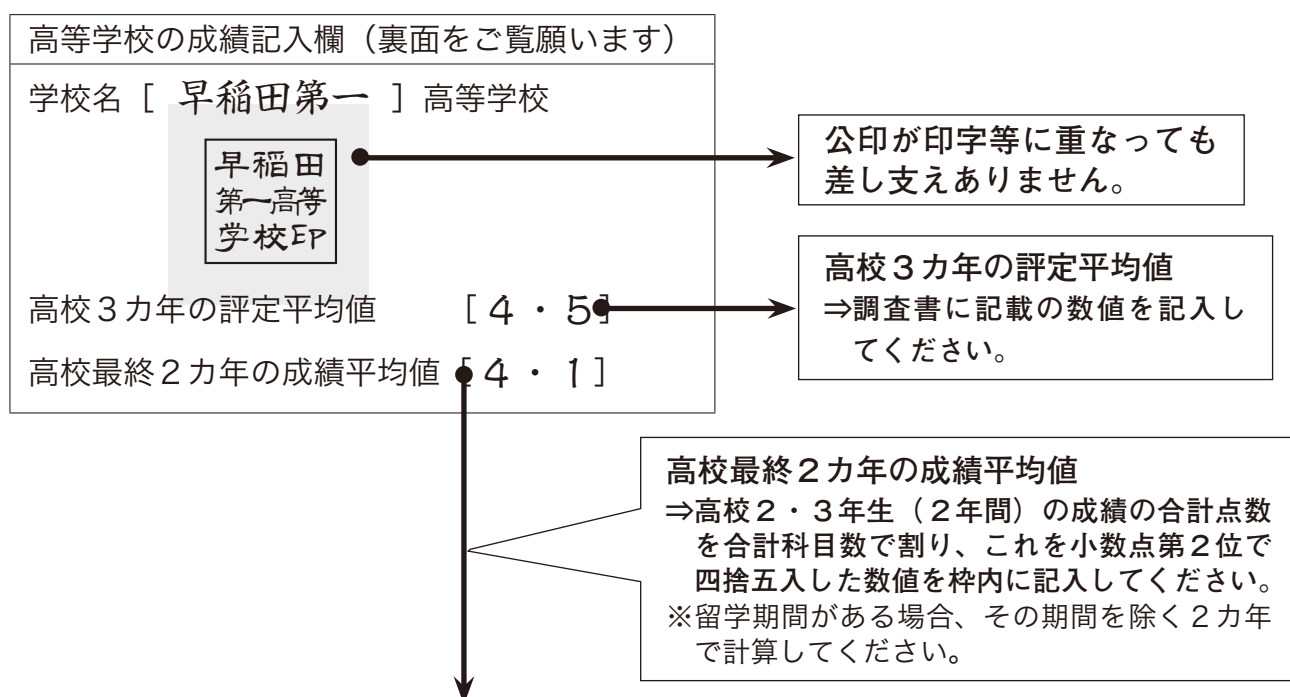 高等学校の成績記入欄（裏面をご覧願います）
学校名［ 早稲田第一 ］高等学校
早稲田
第一高等
学校印
公印が印字等に重なっても
差し支えありません。
高校３カ年の評定平均値 ［４・５］
高校３カ年の評定平均値
⇒調査書に記載の数値を記入し
てください。
高校最終２カ年の成績平均値［４・１］
高校最終２カ年の成績平均値
⇒高校２・３年生（２年間）の成績の合計点数
を合計科目数で割り、これを小数点第２位で
四捨五入した数値を枠内に記入してください。
※留学期間がある場合、その期間を除く２カ年
で計算してください。